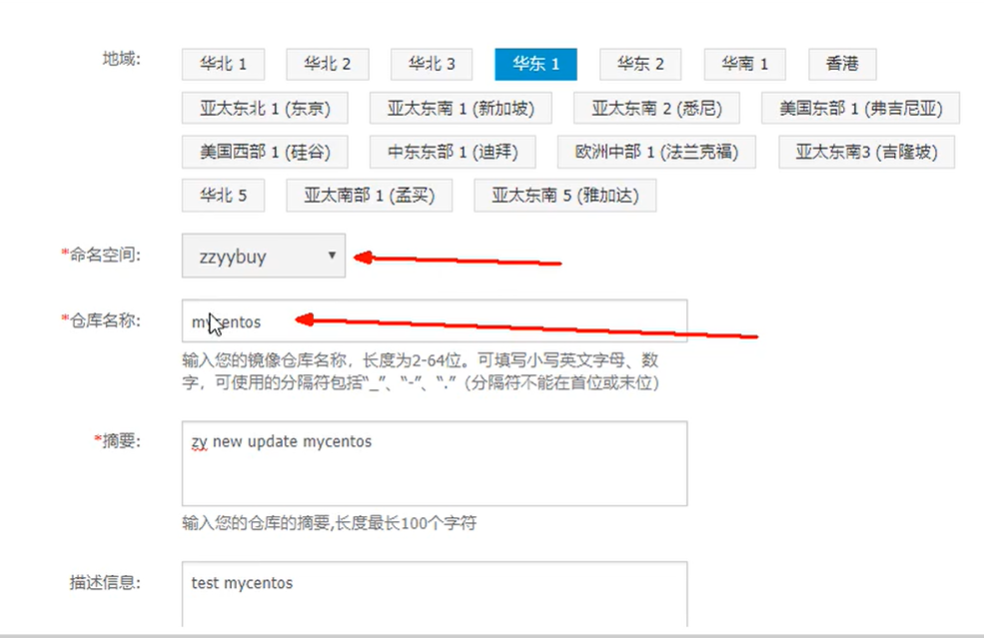 地域: 华北 1 华北 2 华北 3 华东 1 华东 2 华南 1 香港
亚太东北 1 (东京) 亚太东南 1 (新加坡) 亚太东南 2 (悉尼) 美国东部 1 (弗吉尼亚)
美国西部 1 (硅谷) 中东东部 1 (迪拜) 欧洲中部 1 (法兰克福) 亚太东南3 (吉隆坡)
华北 5 亚太南部 1 (孟买) 亚太东南 5 (雅加达)
*命名空间: zzyybuy
*仓库名称: mycentos
输入您的镜像仓库名称，长度为2-64位。可填写小写英文字母、数
字，可使用的分隔符包括“_”、“-”、“.”（分隔符不能在首位或末位）
*摘要: zy new update mycentos
输入您的仓库的摘要,长度最长100个字符
描述信息: test mycentos